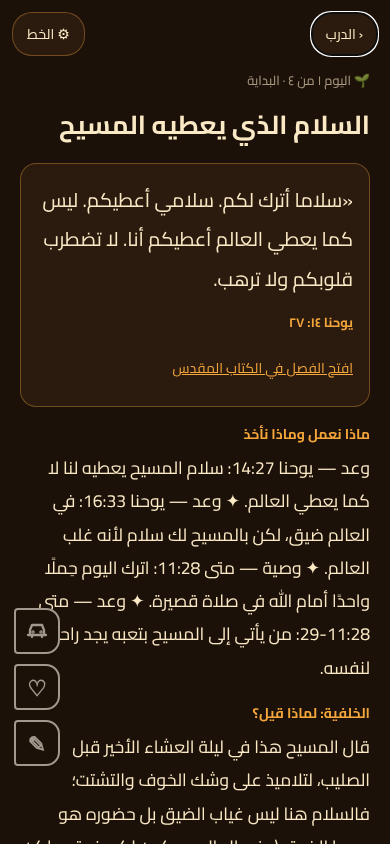 ‹ الدرب
⚙ الخط
🌱 اليوم ١ من ٤ · البداية
السلام الذي يعطيه المسيح
«سلاما أترك لكم. سلامي أعطيكم. ليس
كما يعطي العالم أعطيكم أنا. لا تضطرب
قلوبكم ولا ترهب.
يوحنا ١٤: ٢٧
افتح الفصل في الكتاب المقدس
ماذا نعمل وماذا نأخذ
وعد — يوحنا 14:27: سلام المسيح يعطيه لنا لا
كما يعطي العالم. ✦ وعد — يوحنا 16:33: في
العالم ضيق، لكن بالمسيح لك سلام لأنه غلب
العالم. ✦ وصية — متى 11:28: اترك اليوم حملًا
واحدًا أمام الله في صلاة قصيرة. ✦ وعد — متى
11:28-29: من يأتي إلى المسيح بتعبه يجد
لنفسه.
الخلفية: لماذا قيل؟
قال المسيح هذا في ليلة العشاء الأخير قبل
الصليب، لتلاميذ على وشك الخوف والتشتت؛
فالسلام هنا ليس غياب الضيق بل حضوره هو